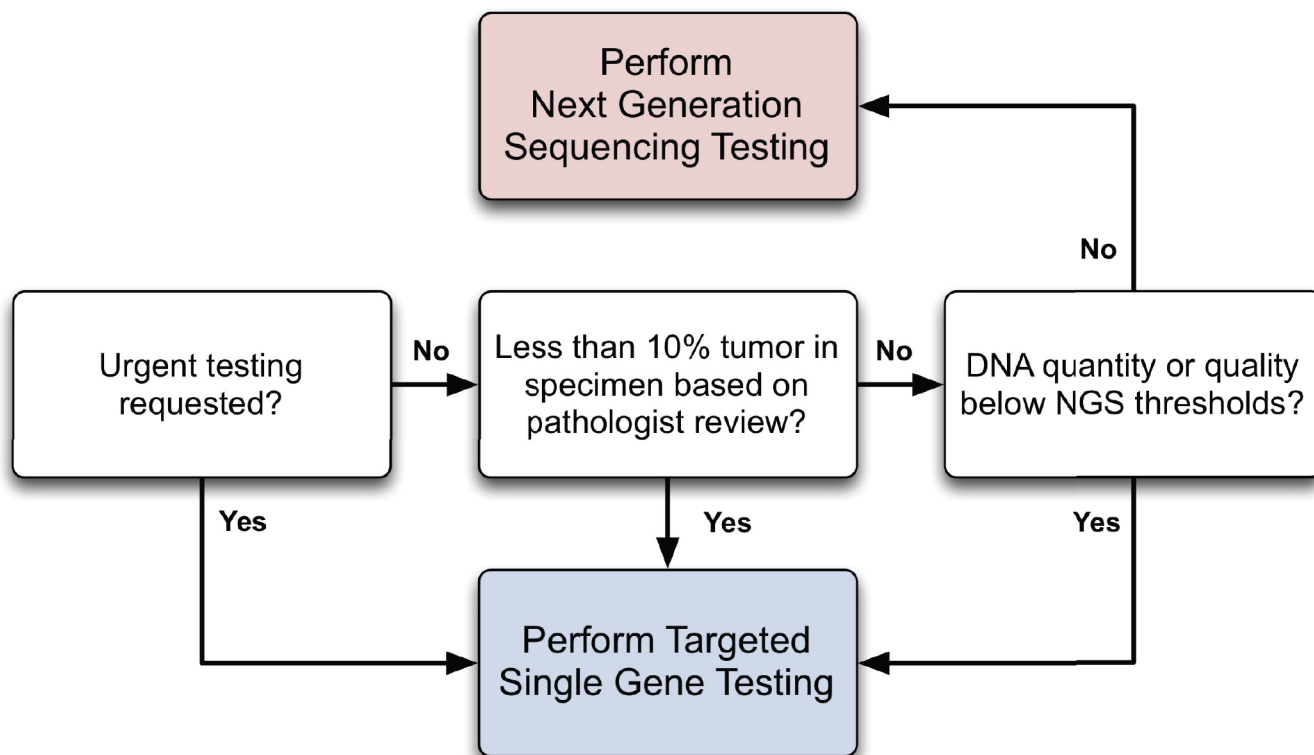 Perform
Next Generation
Sequencing Testing
No
Urgent testing
requested?
No
Less than 10% tumor in
specimen based on
pathologist review?
No
DNA quantity or quality
below NGS thresholds?
Yes
Yes
Yes
Perform Targeted
Single Gene Testing